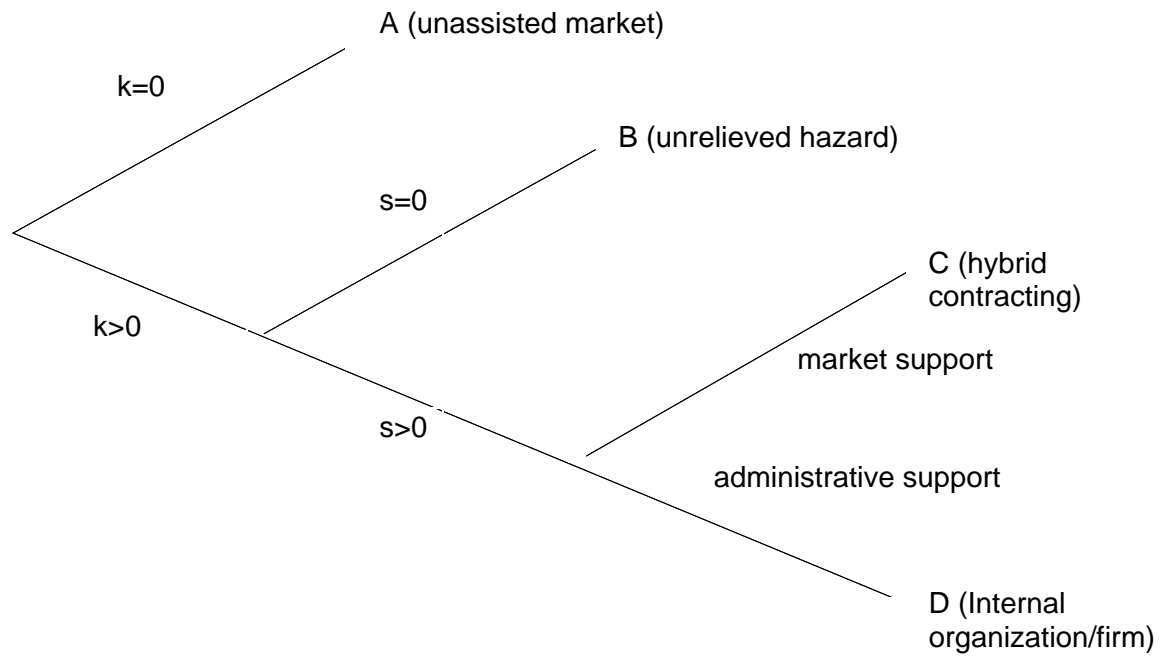 A (unassisted market)
k=0
B (unrelieved hazard)
s=0
C (hybrid
contracting)
k>0
market support
s>0
administrative support
D (Internal
organization/firm)